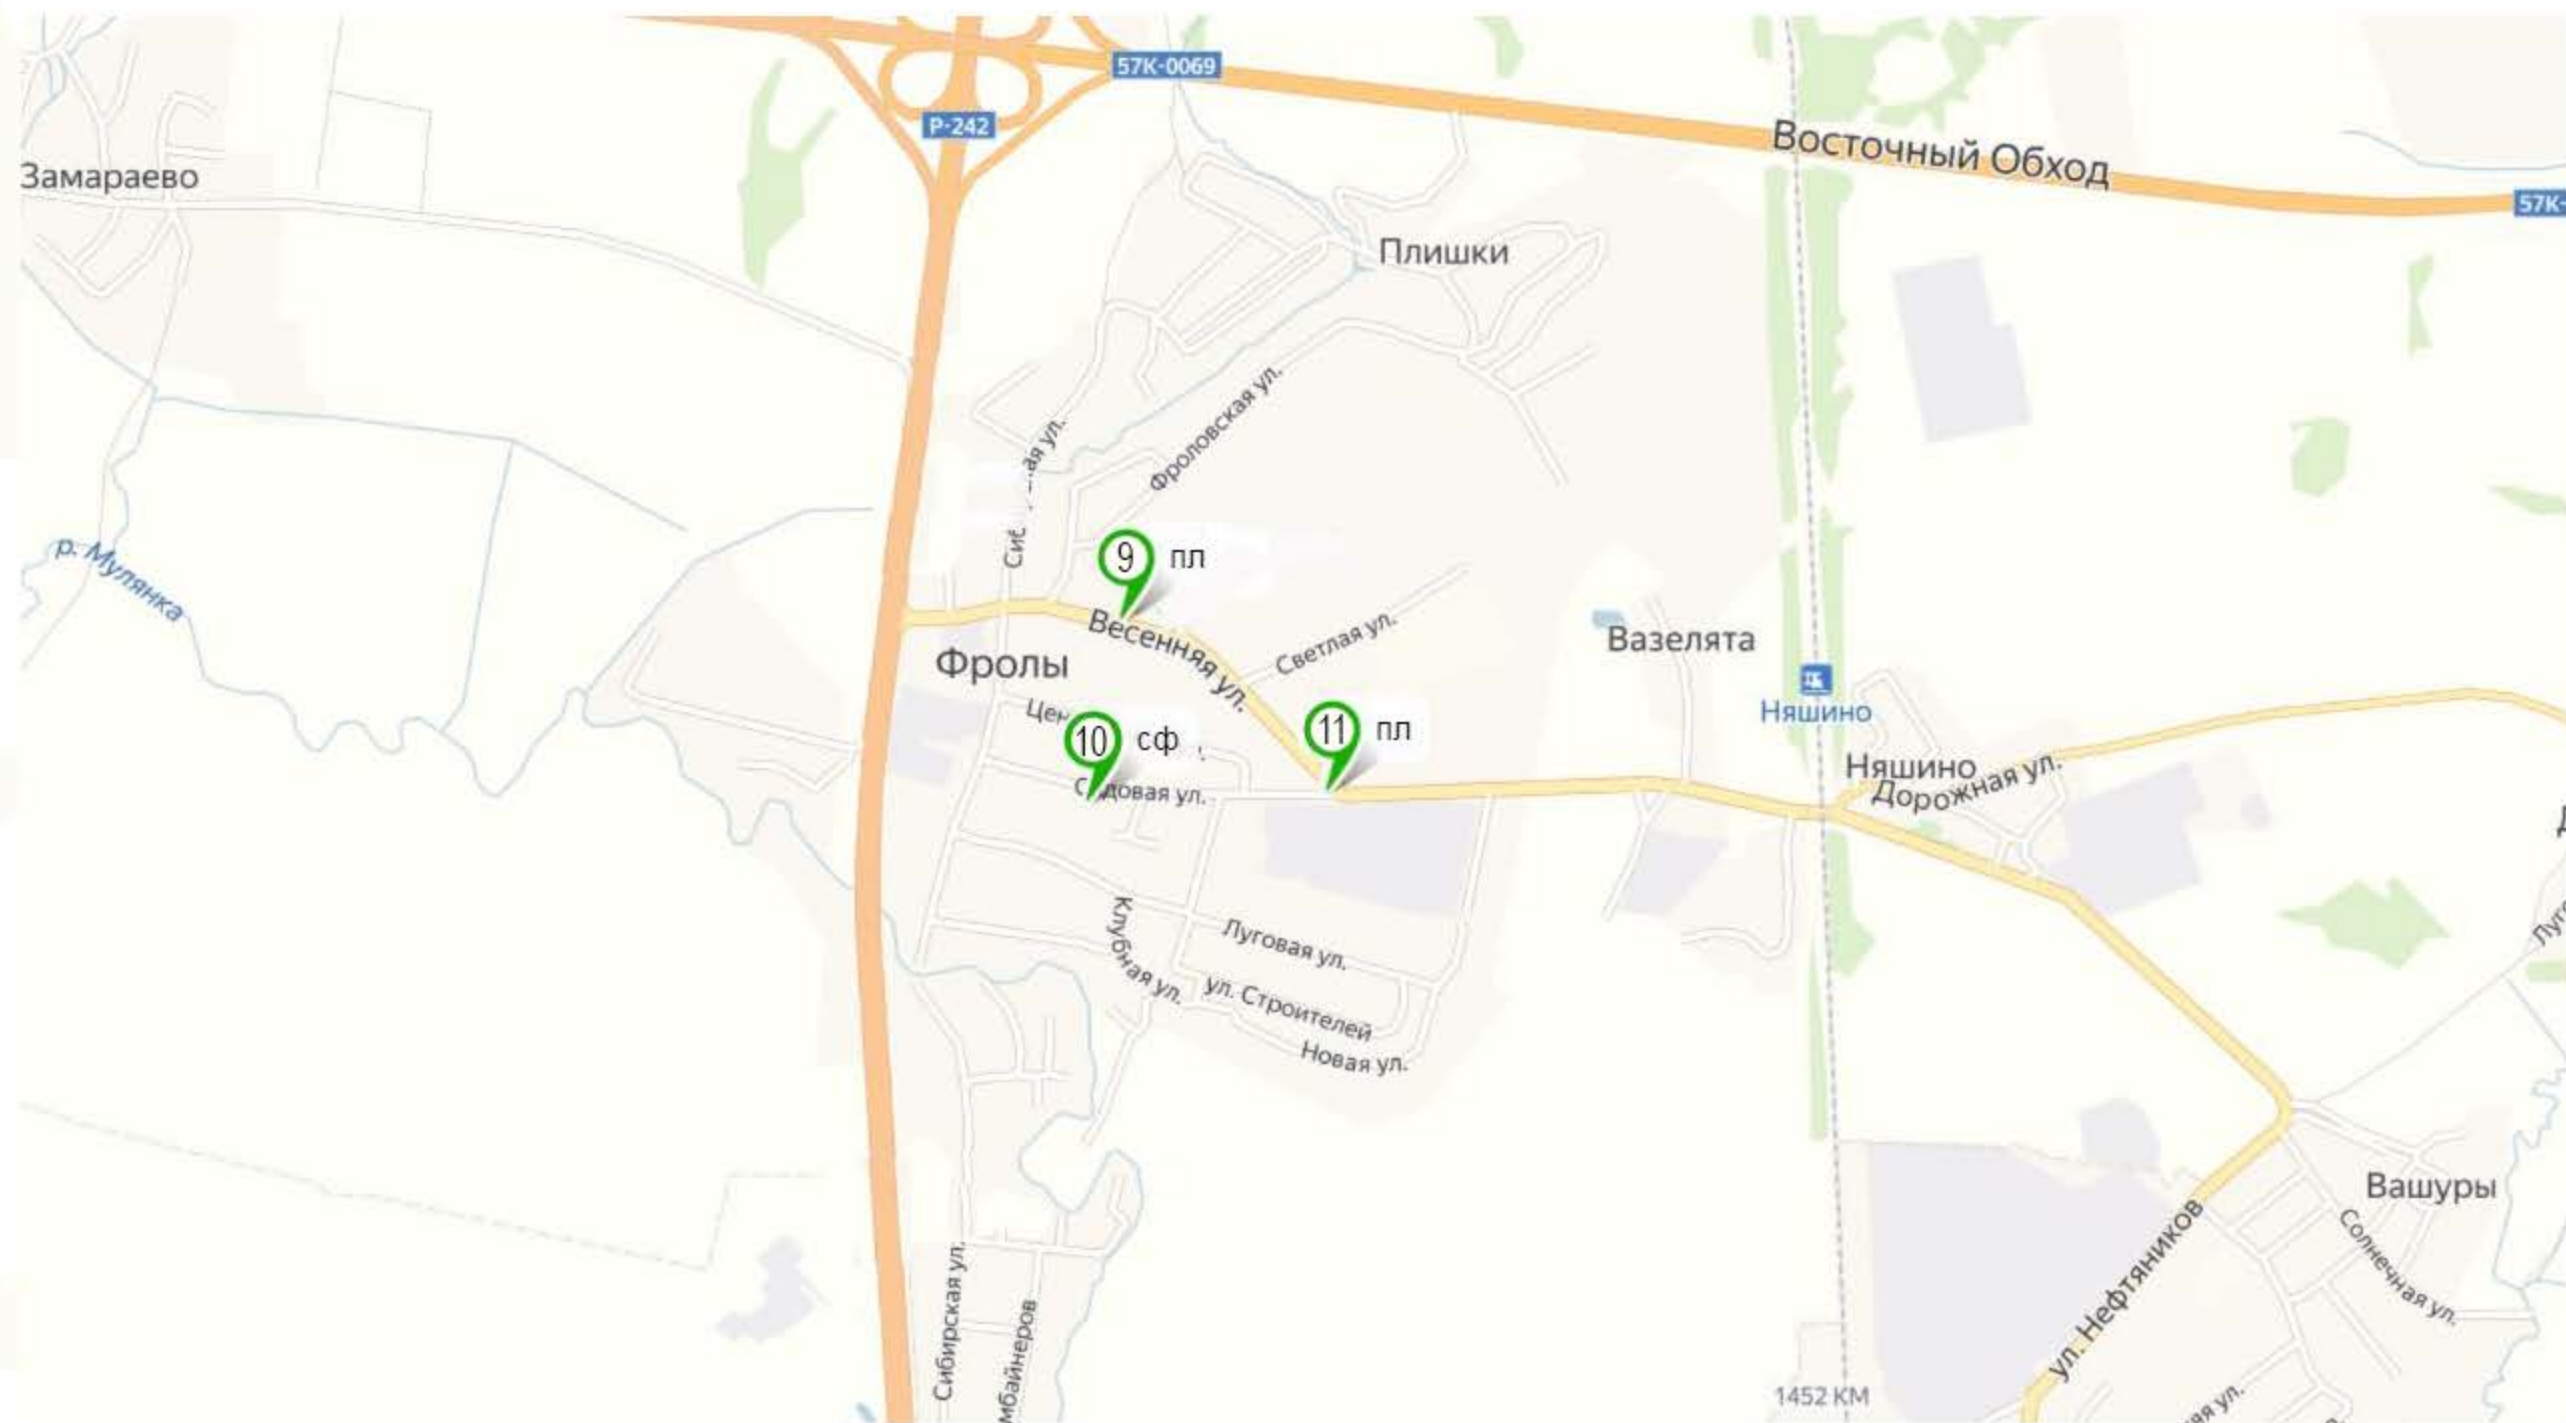 57К-0069
Р-242
Восточный Обход
Замараево
57К-
Плишки
Фроловская ул.
р. Мулянка
9 пл
Весенняя ул.
Светлая ул.
Вазелята
Фролы
Няшино
10 сф
11 пл
Няшино
Дорожная ул.
Луговая ул.
Клубная ул.
ул. Строителей
Новая ул.
Вашуры
Солнечная ул.
ул. Нефтяников
Сибирская ул.
1452 КМ